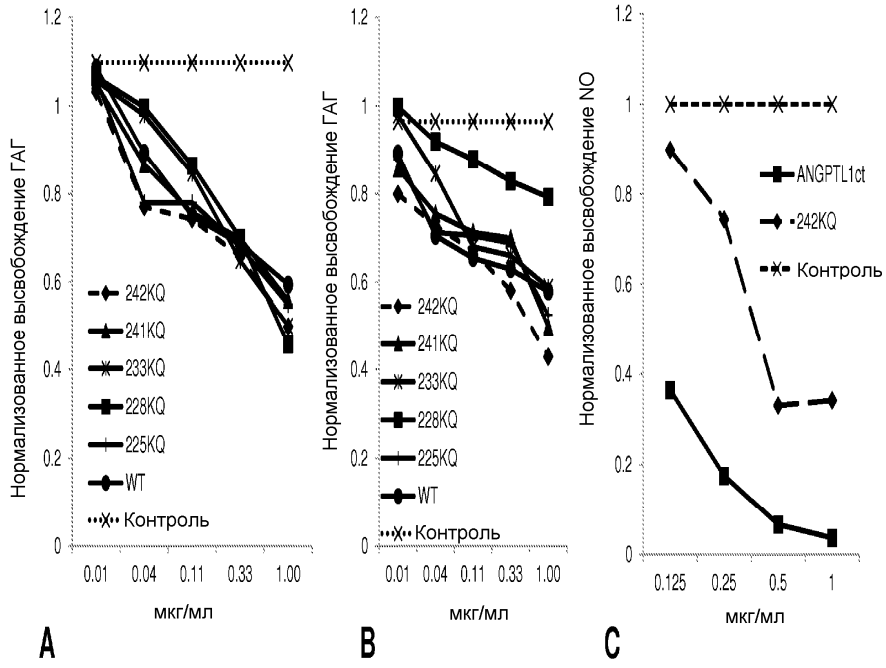 Нормализованное высвобождение ГАГ
1.2
1
0.8
0.6
0.4
0.2
0
242KQ
241KQ
233KQ
228KQ
225KQ
WT
Контроль
0.01 0.04 0.11 0.33 1.00
мкг/мл
A
Нормализованное высвобождение ГАГ
1.2
1
0.8
0.6
0.4
0.2
0
242KQ
241KQ
233KQ
228KQ
225KQ
WT
Контроль
0.01 0.04 0.11 0.33 1.00
мкг/мл
B
Нормализованное высвобождение NO
1.2
1
0.8
0.6
0.4
0.2
0
ANGPTL1ct
242KQ
Контроль
0.125 0.25 0.5 1
мкг/мл
C